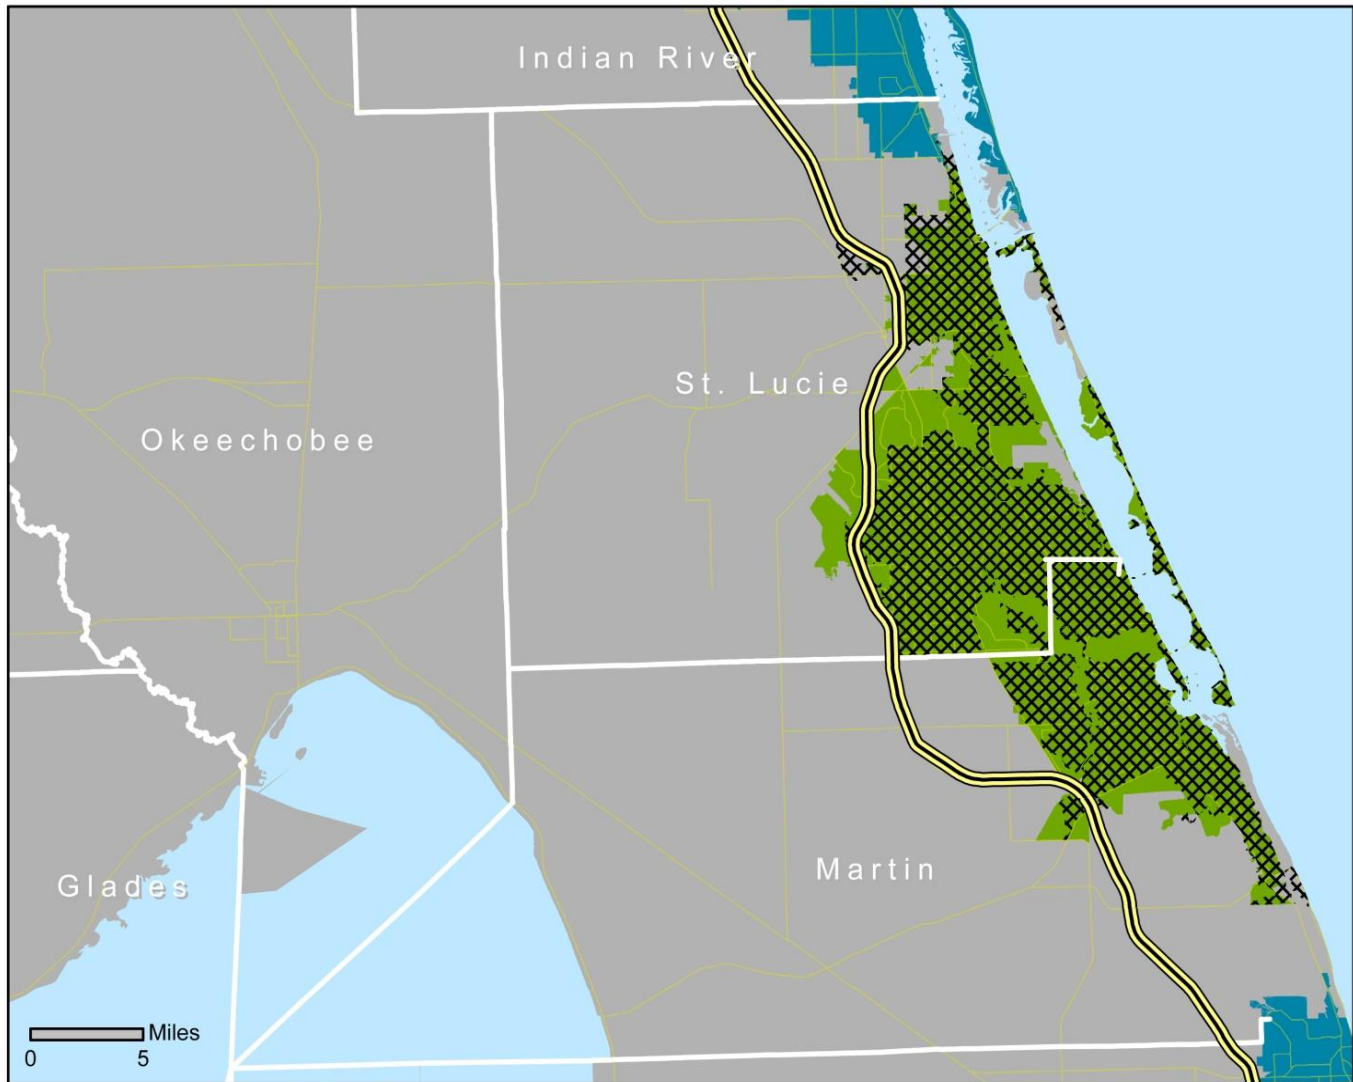 Indian River
St. Lucie
Okeechobee
Martin
Glades
Miles
0 5